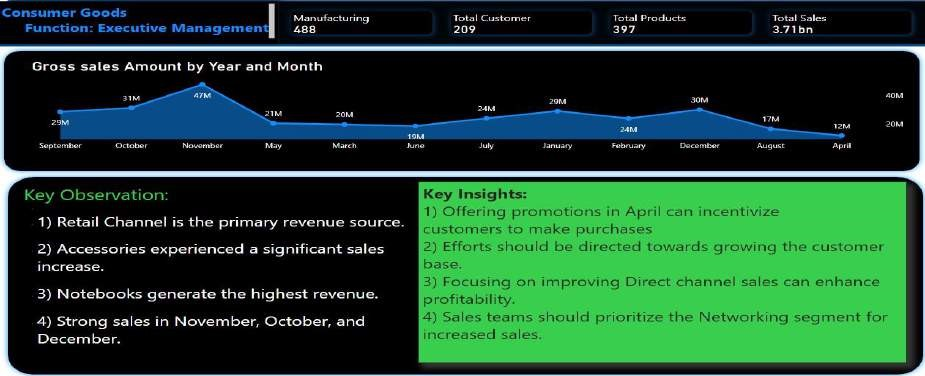 Consumer Goods
Function: Executive Management
Manufacturing
488
Total Customer
209
Total Products
397
Total Sales
3.71bn
Gross sales Amount by Year and Month
29M
31M
47M
21M
20M
19M
24M
29M
24M
30M
17M
12M
40M
20M
September
October
November
May
March
June
July
January
February
December
August
April
Key Observation:
1) Retail Channel is the primary revenue source.
2) Accessories experienced a significant sales
increase.
3) Notebooks generate the highest revenue.
4) Strong sales in November, October, and
December.
Key Insights:
1) Offering promotions in April can incentivize
customers to make purchases
2) Efforts should be directed towards growing the customer
base.
3) Focusing on improving Direct channel sales can enhance
profitability.
4) Sales teams should prioritize the Networking segment for
increased sales.